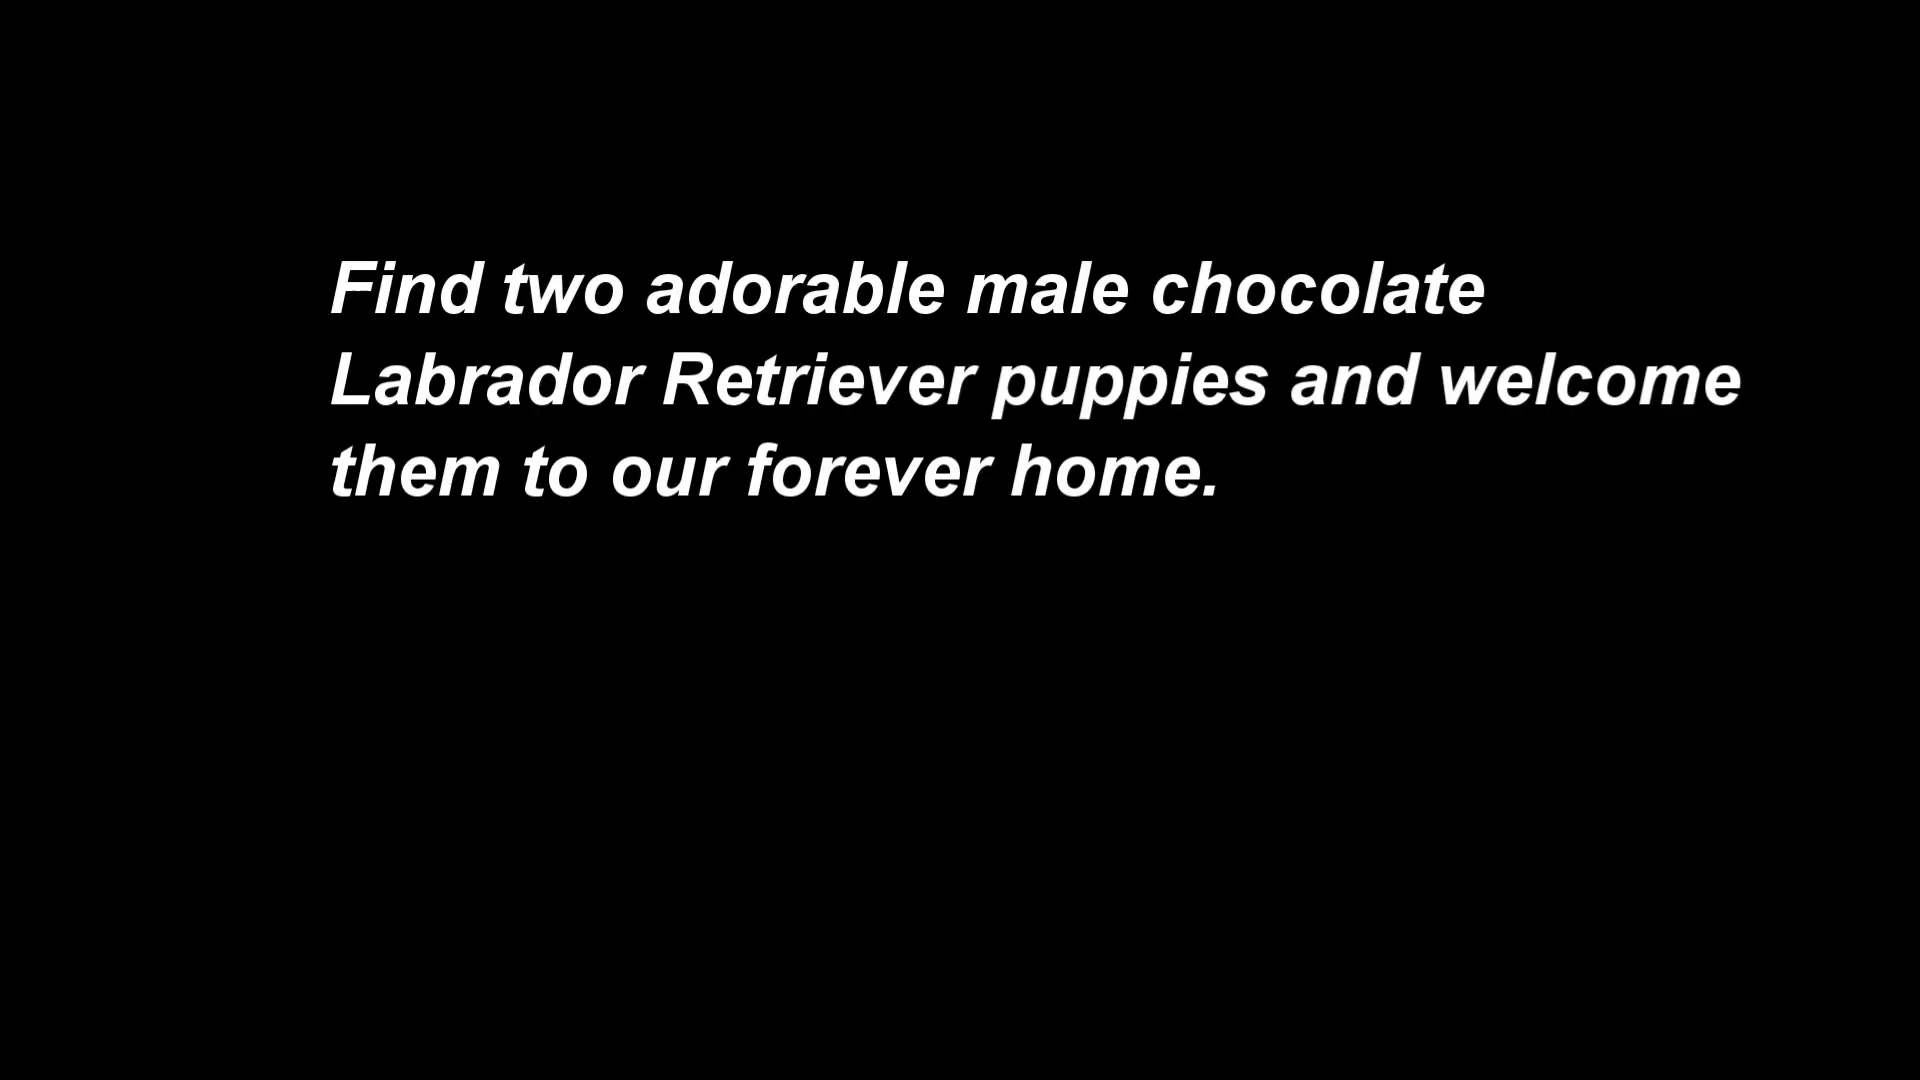 Find two adorable male chocolate
Labrador Retriever puppies and welcome
them to our forever home.